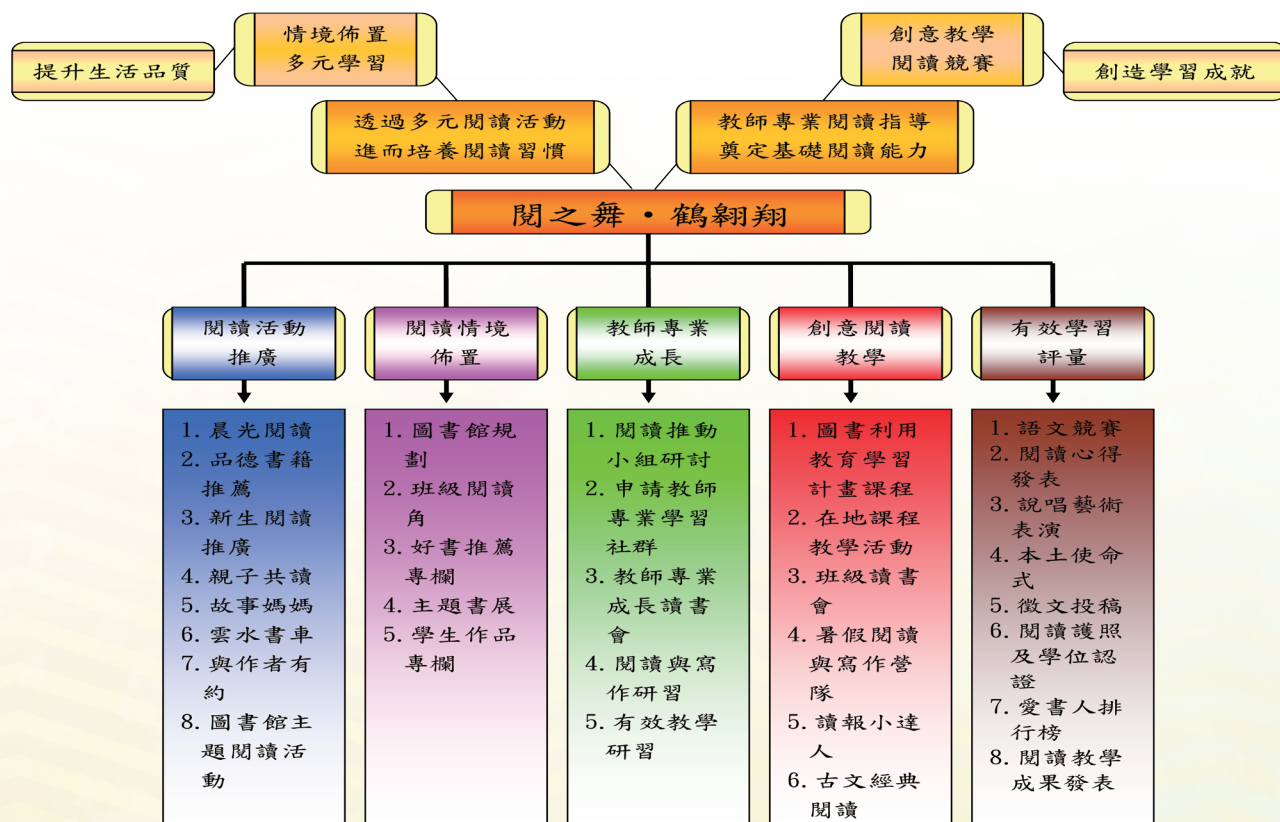 提升生活品質
情境佈置
多元學習
創意教學
閱讀競賽
創造學習成就
透過多元閱讀活動
進而培養閱讀習慣
教師專業閱讀指導
奠定基礎閱讀能力
閱之舞・鶴翱翔
閱讀活動
推廣
閱讀情境
佈置
教師專業
成長
創意閱讀
教學
有效學習
評量
1. 晨光閱讀
2. 品德書籍
推薦
3. 新生閱讀
推廣
4. 親子共讀
5. 故事媽媽
6. 雲水書車
7. 與作者有
約
8. 圖書館主
題閱讀活
動
1. 圖書館規
劃
2. 班級閱讀
角
3. 好書推薦
專欄
4. 主題書展
5. 學生作品
專欄
1. 閱讀推動
小組研討
2. 申請教師
專業學習
社群
3. 教師專業
成長讀書
會
4. 閱讀與寫
作研習
5. 有效教學
研習
1. 圖書利用
教育學習
計畫課程
2. 在地課程
教學活動
3. 班級讀書
會
4. 暑假閱讀
與寫作營
隊
5. 讀報小達
人
6. 古文經典
閱讀
1. 語文競賽
2. 閱讀心得
發表
3. 說唱藝術
表演
4. 本土使命
式
5. 徵文投稿
6. 閱讀護照
及學位認
證
7. 愛書人排
行榜
8. 閱讀教學
成果發表